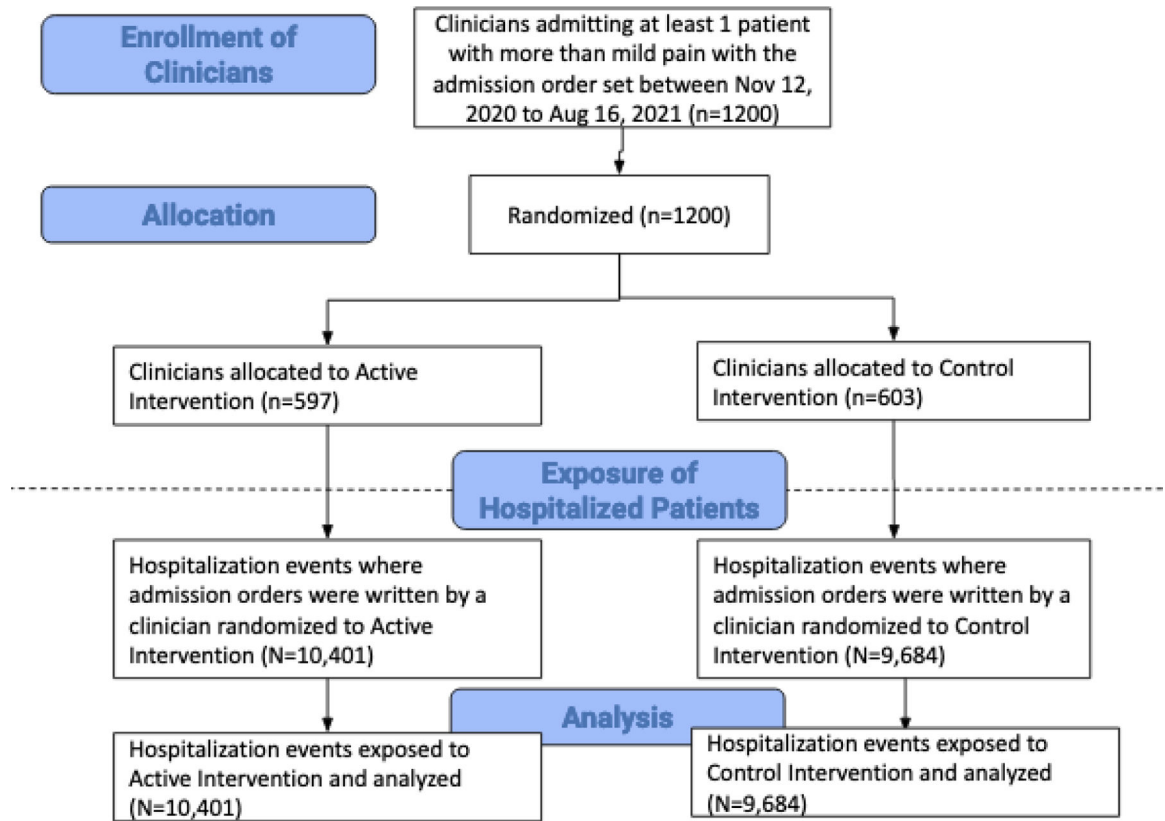 Enrollment of
Clinicians
Clinicians admitting at least 1 patient
with more than mild pain with the
admission order set between Nov 12,
2020 to Aug 16, 2021 (n=1200)
Allocation
Randomized (n=1200)
Clinicians allocated to Active
Intervention (n=597)
Clinicians allocated to Control
Intervention (n=603)
Exposure of
Hospitalized Patients
Hospitalization events where
admission orders were written by a
clinician randomized to Active
Intervention (N=10,401)
Hospitalization events where
admission orders were written by a
clinician randomized to Control
Intervention (N=9,684)
Analysis
Hospitalization events exposed to
Active Intervention and analyzed
(N=10,401)
Hospitalization events exposed to
Control Intervention and analyzed
(N=9,684)